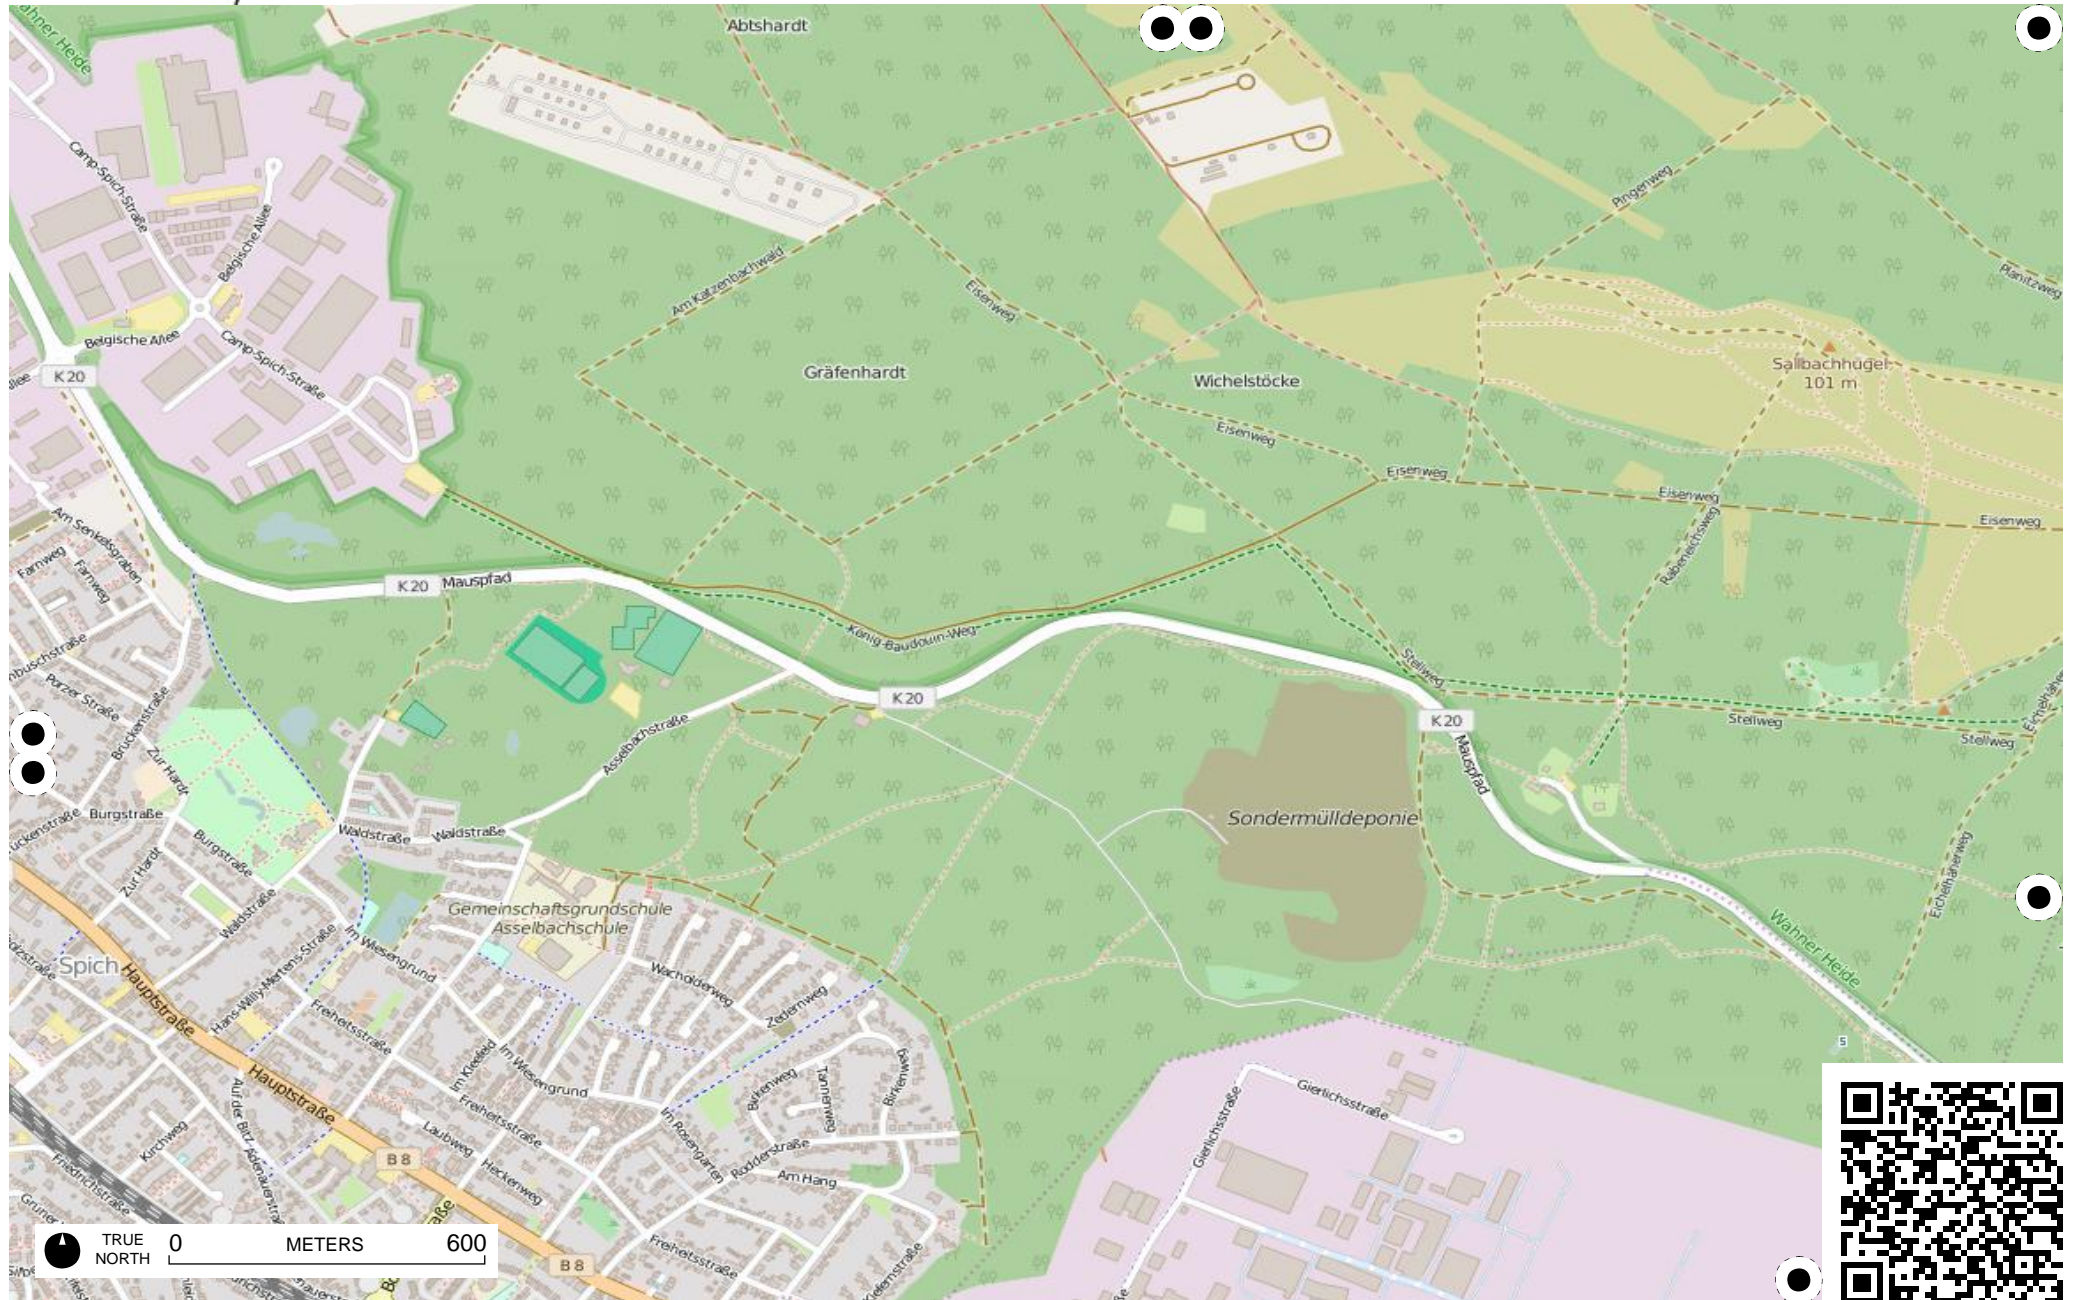 Abtshardt
Wahner Heide
Camp-Spich-Straße
Belgische Allee
Pingenweg
Planitzweg
Am Katzenbachwald
Eisenweg
Belgische Allee
Camp-Spich-Straße
Gräfenhardt
Wichelstöcke
Sallbachhügel
101 m
K 20
Eisenweg
Eisenweg
Eisenweg
Eisenweg
Am Senkelsgraben
Farnweg
Farnweg
Rabeneichsweg
K 20
Mauspfad
König-Baudouin-Weg
Stellweg
Porzer Straße
Brückenstraße
K 20
K 20
Stellweg
Stellweg
Zur Hardt
Asselbachstraße
Mauspfad
Burgstraße
Waldstraße
Waldstraße
Sondermülldeponie
Burgstraße
Zur Hardt
Waldstraße
Eichelhäherweg
Gemeinschaftsgrundschule
Asselbachschule
Im Wiesengrund
Hans-Willy-Mertens-Straße
Spich
Hauptstraße
Wacholderweg
Zedernweg
Wahner Heide
Freiheitsstraße
Im Kleefeld
Im Wiesengrund
Hauptstraße
Birkenweg
Tannenweg
Birkenweg
Gierlichsstraße
Gierlichsstraße
Freiheitsstraße
Laubweg
Heckenweg
Im Rosengarten
Rodderstraße
Am Hang
Kirchweg
B 8
Friedrichstraße
Freiheitsstraße
Kiefernstraße
B 8
TRUE
NORTH
0 METERS 600